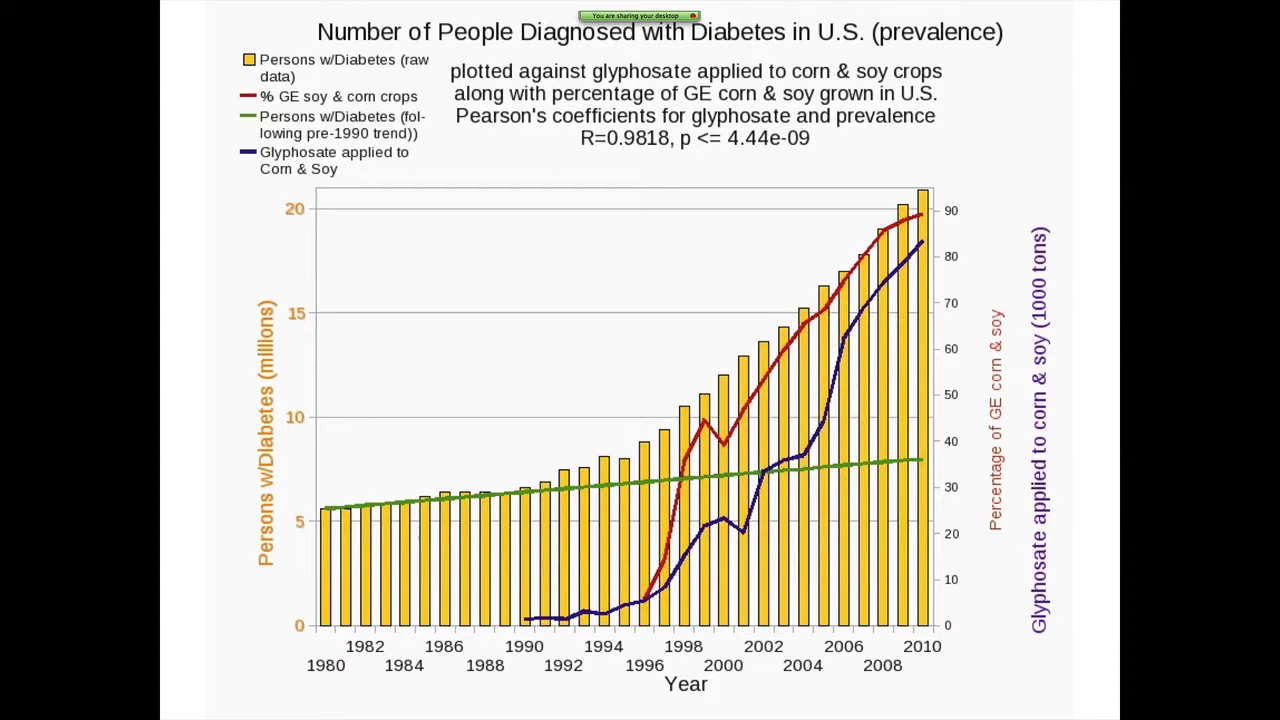 You are sharing your desktop
Number of People Diagnosed with Diabetes in U.S. (prevalence)
Persons w/Diabetes (raw
data)
% GE soy & corn crops
Persons w/Diabetes (fol-
lowing pre-1990 trend))
Glyphosate applied to
Corn & Soy
plotted against glyphosate applied to corn & soy crops
along with percentage of GE corn & soy grown in U.S.
Pearson's coefficients for glyphosate and prevalence
R=0.9818, p <= 4.44e-09
Persons w/Diabetes (millions)
20
15
10
5
0
90
80
70
60
50
40
30
20
10
0
Percentage of GE corn & soy
Glyphosate applied to corn & soy (1000 tons)
1982 1986 1990 1994 1998 2002 2006 2010
1980 1984 1988 1992 1996 2000 2004 2008
Year